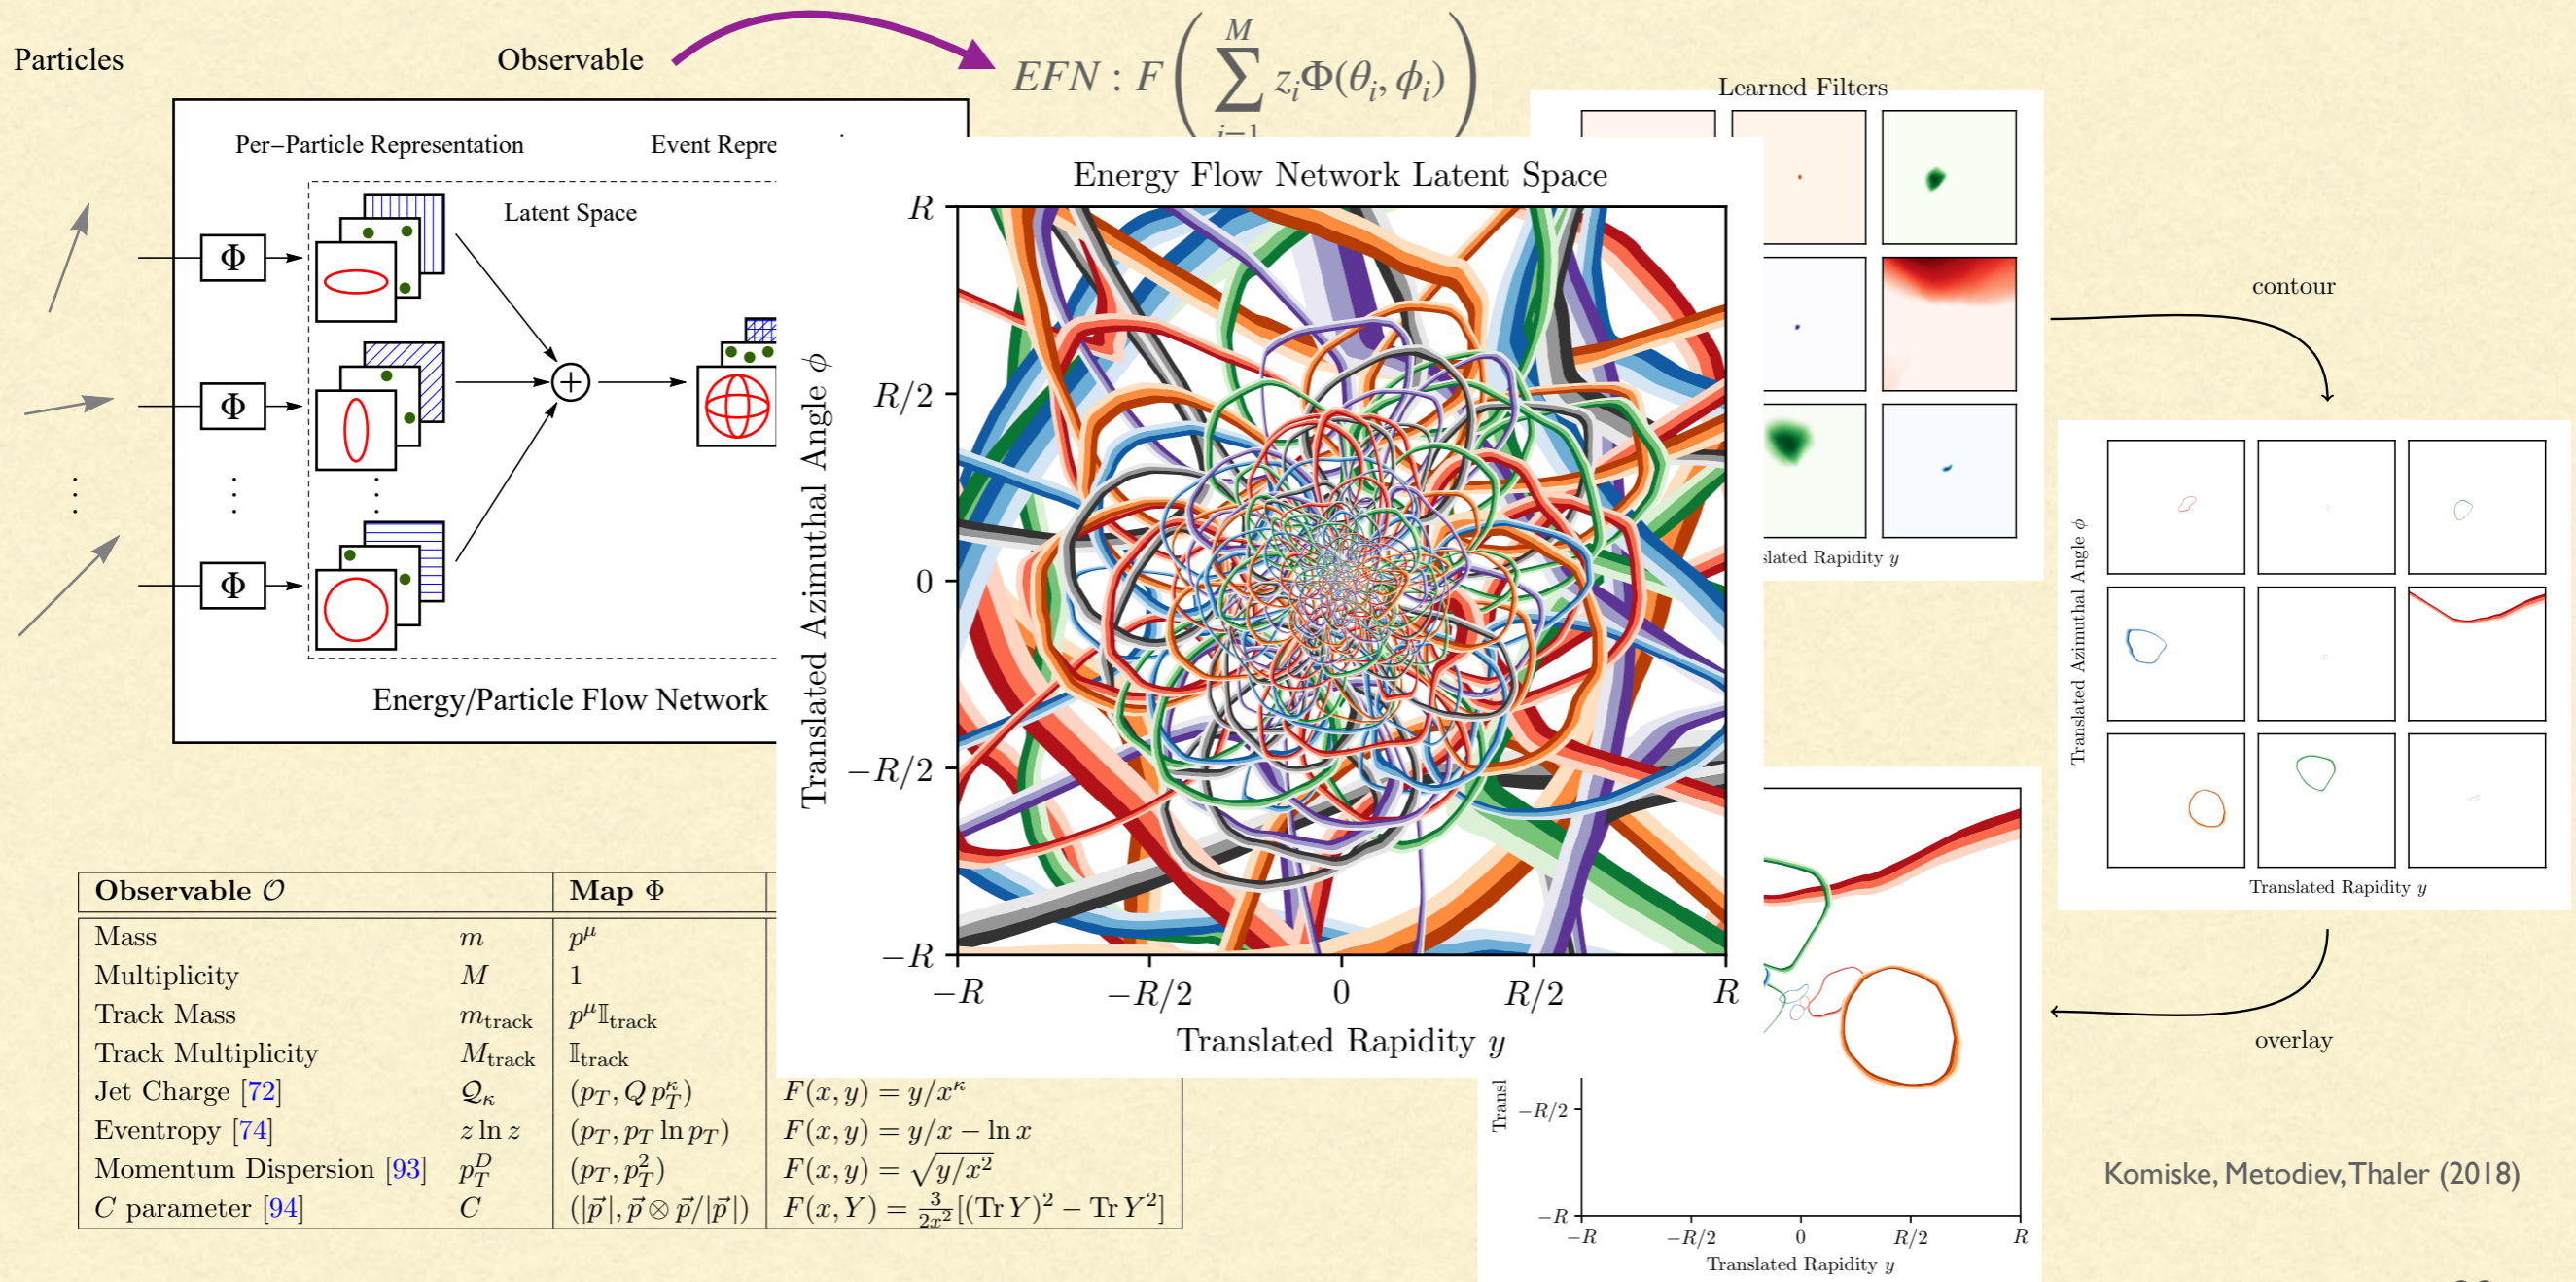 Particles
Observable
EFN : F( ∑_{i=1}^{M} z_i Φ(θ_i, ϕ_i) )
Per−Particle Representation
Event Repre
Latent Space
Φ
Φ
Φ
Energy/Particle Flow Network
Energy Flow Network Latent Space
Translated Azimuthal Angle ϕ
R
R/2
0
−R/2
−R
−R
−R/2
0
R/2
R
Translated Rapidity y
Learned Filters
slated Rapidity y
contour
Translated Azimuthal Angle ϕ
Translated Rapidity y
overlay
Transl
−R/2
−R
−R
−R/2
0
R/2
R
Translated Rapidity y
Observable 𝒪 Map Φ
Mass m p^μ
Multiplicity M 1
Track Mass m_track p^μ 𝕀_track
Track Multiplicity M_track 𝕀_track
Jet Charge [72] 𝒬_κ (p_T, Q p_T^κ) F(x, y) = y/x^κ
Eventropy [74] z ln z (p_T, p_T ln p_T) F(x, y) = y/x − ln x
Momentum Dispersion [93] p_T^D (p_T, p_T^2) F(x, y) = √(y/x^2)
C parameter [94] C (|p⃗|, p⃗ ⊗ p⃗/|p⃗|) F(x, Y) = 3/(2x^2) [(Tr Y)^2 − Tr Y^2]
Komiske, Metodiev, Thaler (2018)